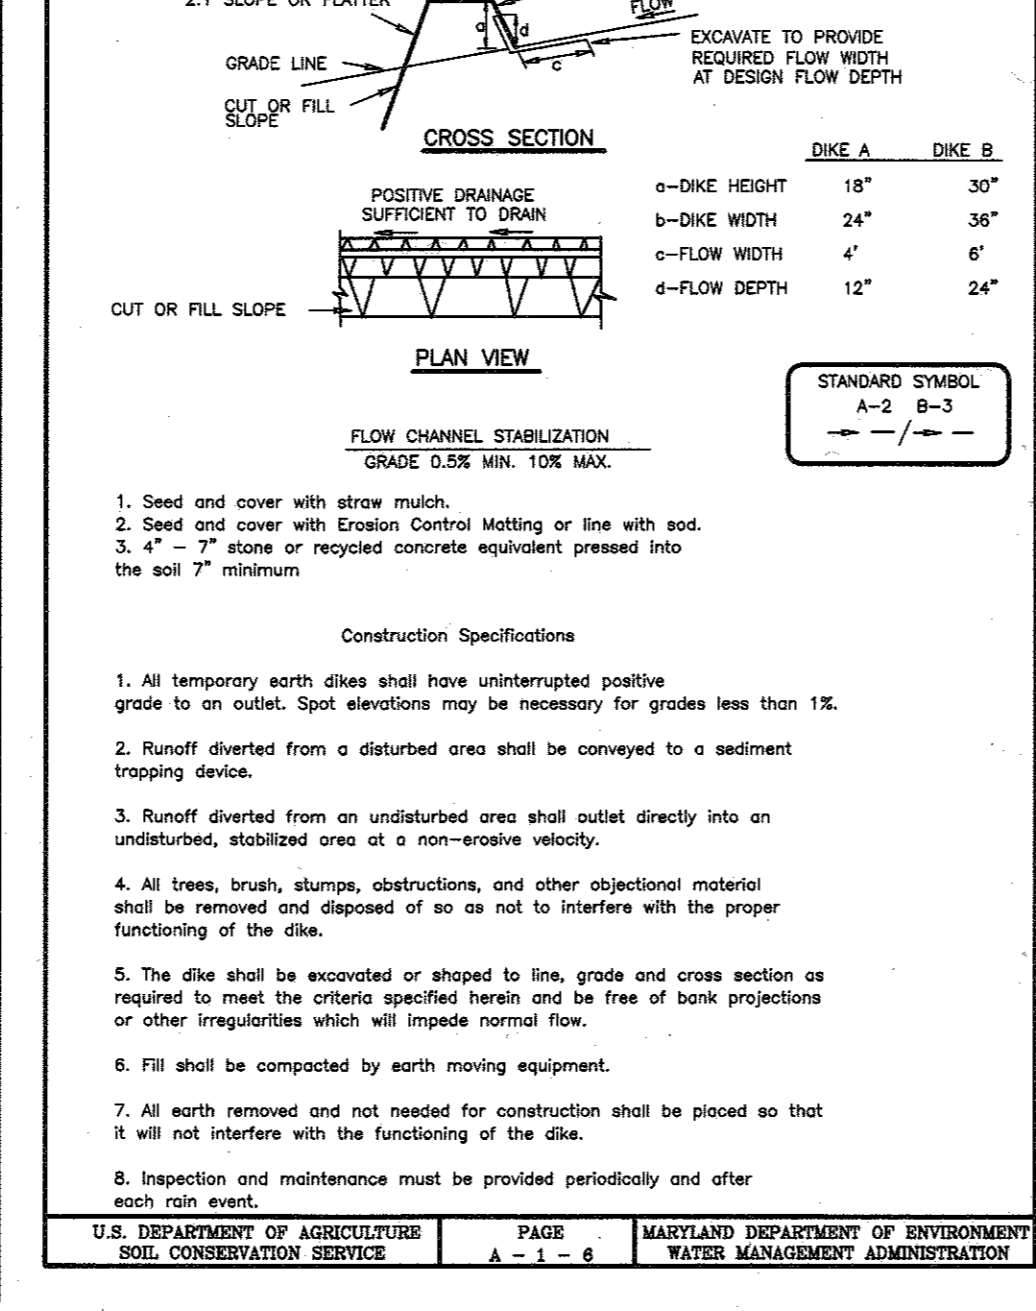 2:1 SLOPE OR FLATTER
FLOW
a
d
c
EXCAVATE TO PROVIDE
REQUIRED FLOW WIDTH
AT DESIGN FLOW DEPTH
GRADE LINE
CUT OR FILL
SLOPE
CROSS SECTION
DIKE A DIKE B
a-DIKE HEIGHT 18" 30"
b-DIKE WIDTH 24" 36"
c-FLOW WIDTH 4' 6'
d-FLOW DEPTH 12" 24"
POSITIVE DRAINAGE
SUFFICIENT TO DRAIN
CUT OR FILL SLOPE
PLAN VIEW
STANDARD SYMBOL
A-2 B-3
FLOW CHANNEL STABILIZATION
GRADE 0.5% MIN. 10% MAX.
1. Seed and cover with straw mulch.
2. Seed and cover with Erosion Control Matting or line with sod.
3. 4" - 7" stone or recycled concrete equivalent pressed into
the soil 7" minimum
Construction Specifications
1. All temporary earth dikes shall have uninterrupted positive
grade to an outlet. Spot elevations may be necessary for grades less than 1%.
2. Runoff diverted from a disturbed area shall be conveyed to a sediment
trapping device.
3. Runoff diverted from an undisturbed area shall outlet directly into an
undisturbed, stabilized area at a non-erosive velocity.
4. All trees, brush, stumps, obstructions, and other objectional material
shall be removed and disposed of so as not to interfere with the proper
functioning of the dike.
5. The dike shall be excavated or shaped to line, grade and cross section as
required to meet the criteria specified herein and be free of bank projections
or other irregularities which will impede normal flow.
6. Fill shall be compacted by earth moving equipment.
7. All earth removed and not needed for construction shall be placed so that
it will not interfere with the functioning of the dike.
8. Inspection and maintenance must be provided periodically and after
each rain event.
U.S. DEPARTMENT OF AGRICULTURE
SOIL CONSERVATION SERVICE
PAGE
A - 1 - 6
MARYLAND DEPARTMENT OF ENVIRONMENT
WATER MANAGEMENT ADMINISTRATION